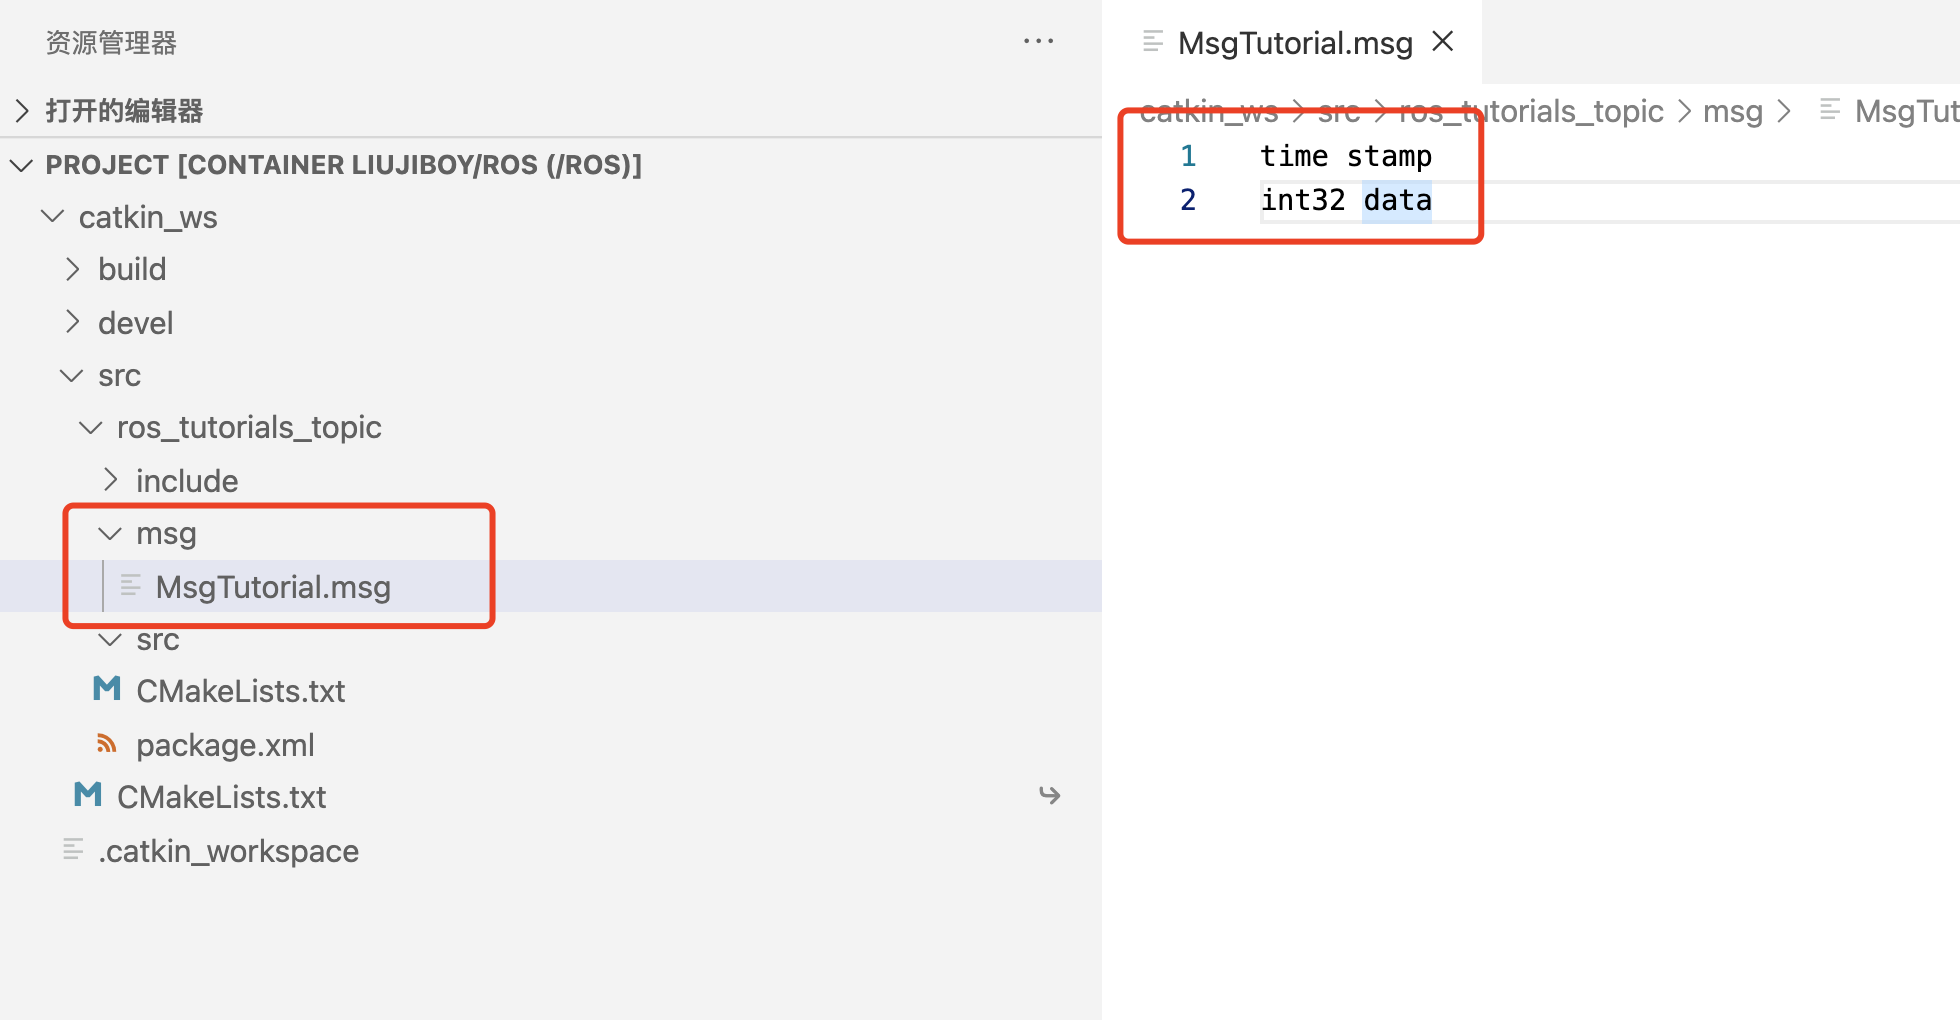 资源管理器
打开的编辑器
PROJECT [CONTAINER LIUJIBOY/ROS (/ROS)]
catkin_ws
build
devel
src
ros_tutorials_topic
include
msg
MsgTutorial.msg
src
CMakeLists.txt
package.xml
CMakeLists.txt
.catkin_workspace
MsgTutorial.msg
catkin_ws > src > ros_tutorials_topic > msg > MsgTut
1 time stamp
2 int32 data